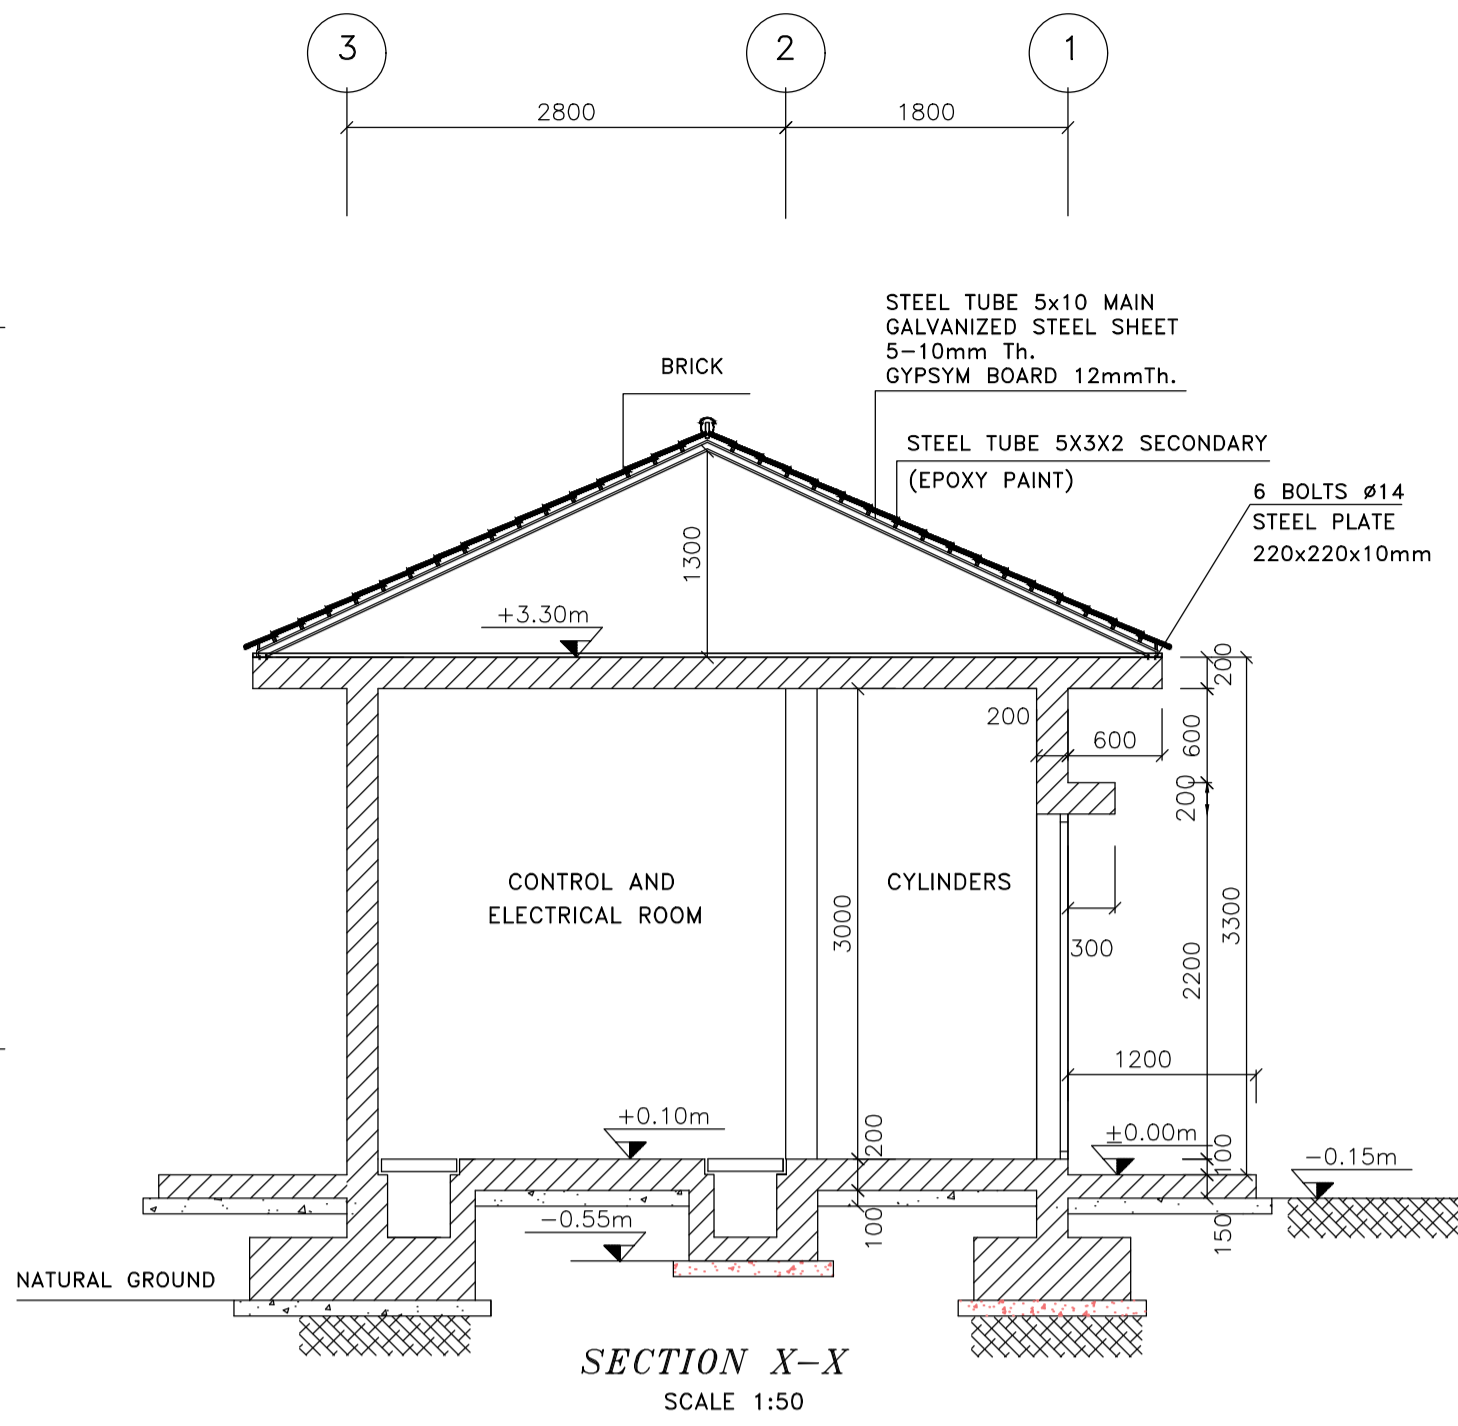 3
2
1
2800
1800
STEEL TUBE 5x10 MAIN
GALVANIZED STEEL SHEET
5-10mm Th.
GYPSYM BOARD 12mmTh.
BRICK
STEEL TUBE 5X3X2 SECONDARY
(EPOXY PAINT)
6 BOLTS ø14
STEEL PLATE
220x220x10mm
1300
+3.30m
200
200
600
600
200
CONTROL AND
ELECTRICAL ROOM
CYLINDERS
3000
300
2200
3300
1200
+0.10m
200
±0.00m
100
-0.15m
-0.55m
100
150
NATURAL GROUND
SECTION X-X
SCALE 1:50